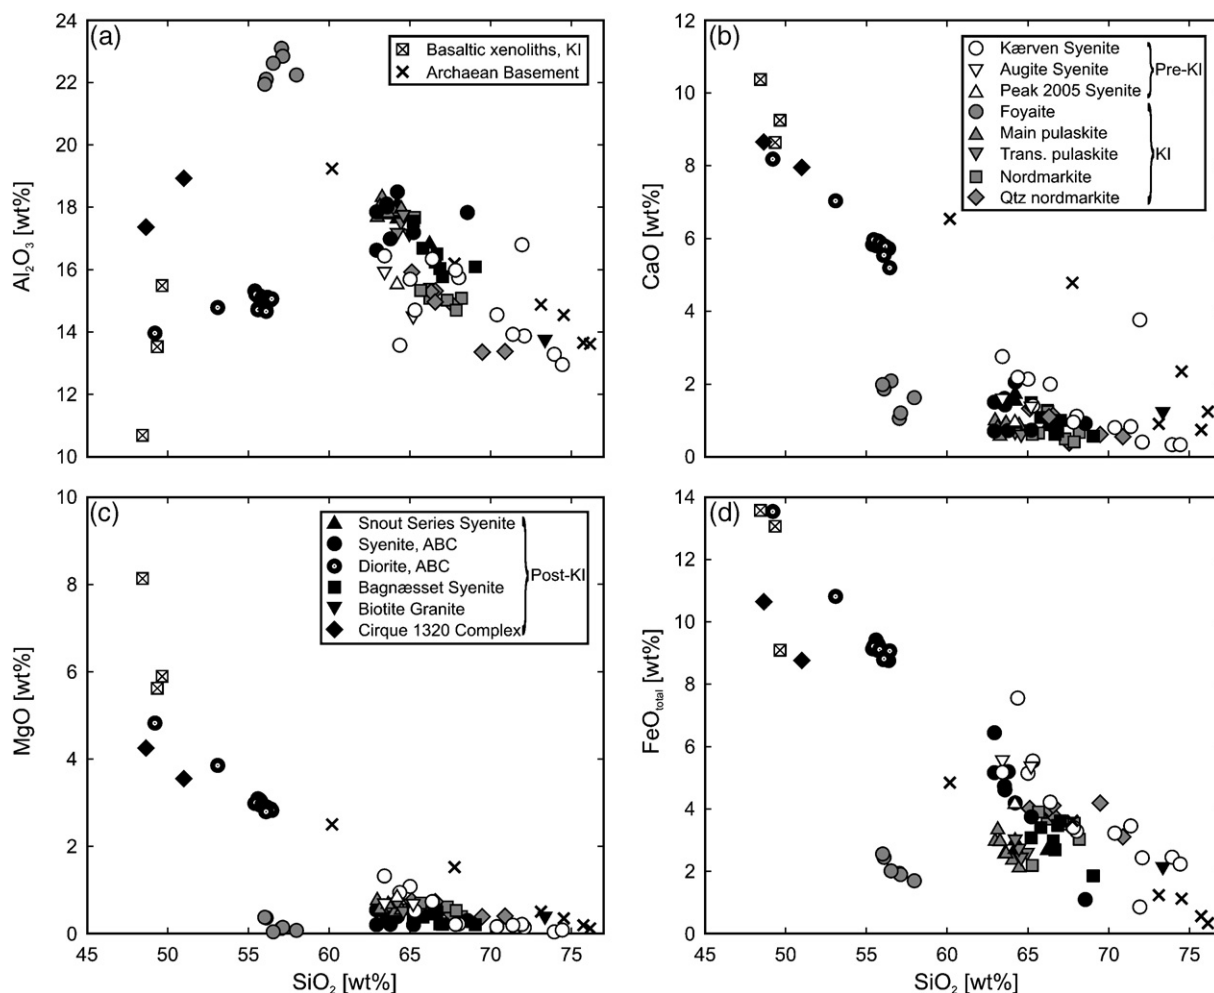 (a)
24
22
20
18
16
14
12
10
Al2O3 [wt%]
Basaltic xenoliths, KI
Archaean Basement
(b)
12
10
8
6
4
2
0
CaO [wt%]
Kærven Syenite
Augite Syenite
Peak 2005 Syenite
Pre-KI
Foyaite
Main pulaskite
Trans. pulaskite
Nordmarkite
Qtz nordmarkite
KI
(c)
10
8
6
4
2
0
MgO [wt%]
Snout Series Syenite
Syenite, ABC
Diorite, ABC
Bagnæsset Syenite
Biotite Granite
Cirque 1320 Complex
Post-KI
45 50 55 60 65 70 75
SiO2 [wt%]
(d)
14
12
10
8
6
4
2
0
FeOtotal [wt%]
45 50 55 60 65 70 75
SiO2 [wt%]